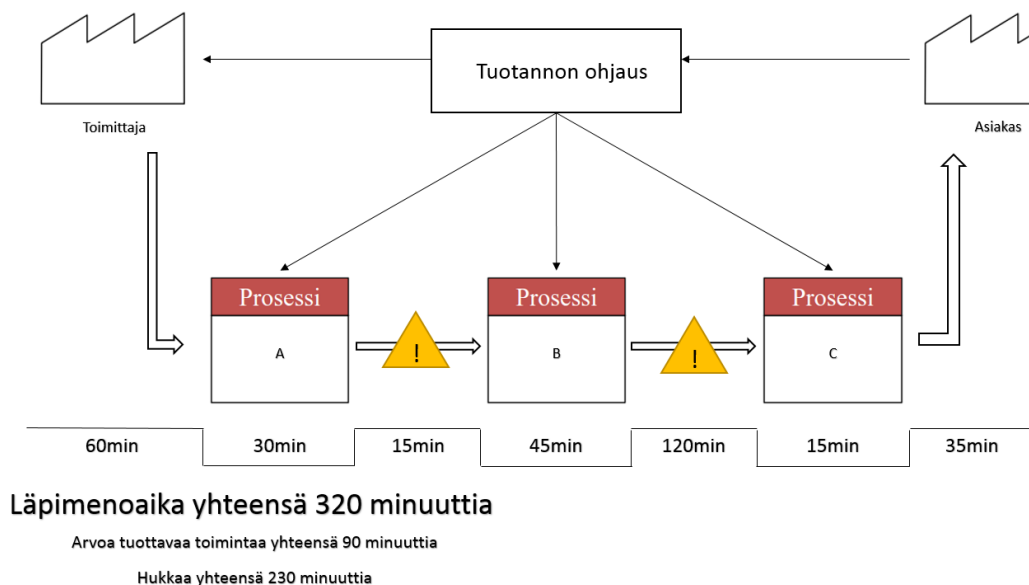 Tuotannon ohjaus
Toimittaja
Asiakas
Prosessi
A
!
Prosessi
B
!
Prosessi
C
60min
30min
15min
45min
120min
15min
35min
Läpimenoaika yhteensä 320 minuuttia
Arvoa tuottavaa toimintaa yhteensä 90 minuuttia
Hukkaa yhteensä 230 minuuttia